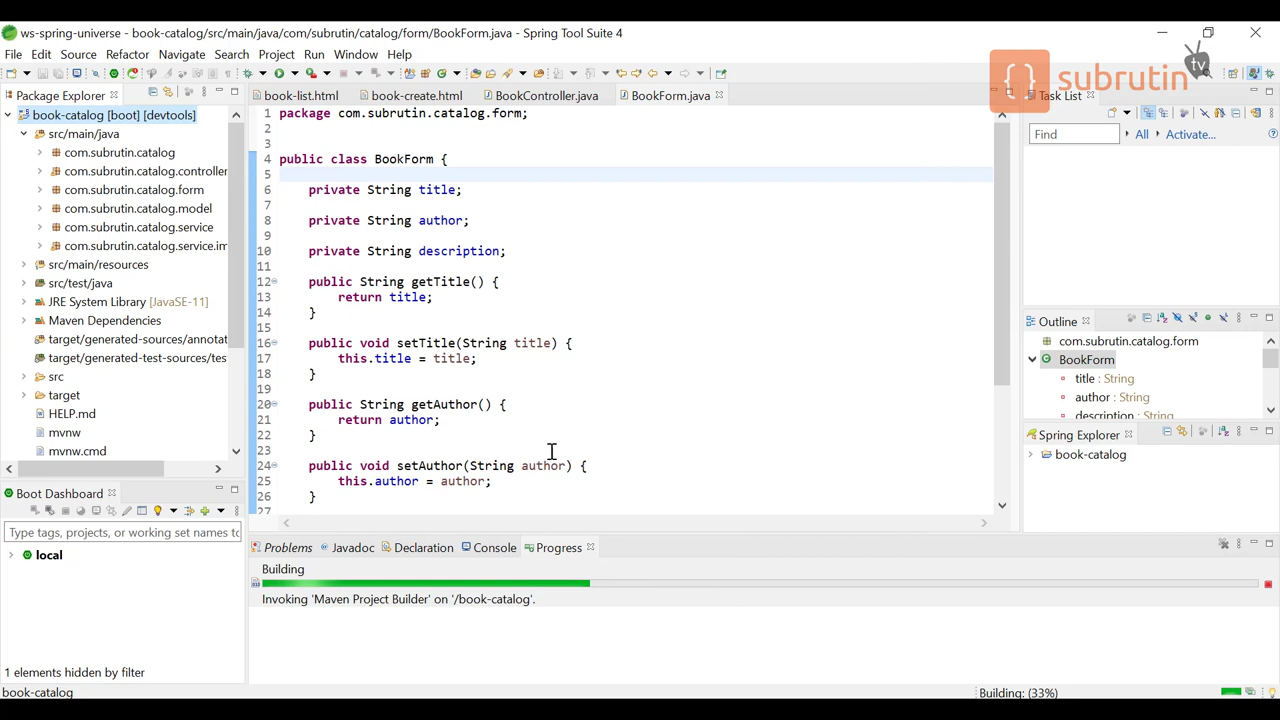 ws-spring-universe - book-catalog/src/main/java/com/subrutin/catalog/form/BookForm.java - Spring Tool Suite 4
File Edit Source Refactor Navigate Search Project Run Window Help
{} subrutin tv
Package Explorer
book-catalog [boot] [devtools]
src/main/java
com.subrutin.catalog
com.subrutin.catalog.controller
com.subrutin.catalog.form
com.subrutin.catalog.model
com.subrutin.catalog.service
com.subrutin.catalog.service.im
src/main/resources
src/test/java
JRE System Library [JavaSE-11]
Maven Dependencies
target/generated-sources/annotat
target/generated-test-sources/tes
src
target
HELP.md
mvnw
mvnw.cmd
Boot Dashboard
Type tags, projects, or working set names to
local
1 elements hidden by filter
book-list.html book-create.html BookController.java BookForm.java
1 package com.subrutin.catalog.form;
2
3
4 public class BookForm {
5
6 private String title;
7
8 private String author;
9
10 private String description;
11
12 public String getTitle() {
13 return title;
14 }
15
16 public void setTitle(String title) {
17 this.title = title;
18 }
19
20 public String getAuthor() {
21 return author;
22 }
23
24 public void setAuthor(String author) {
25 this.author = author;
26 }
27
Problems Javadoc Declaration Console Progress
Building
Invoking 'Maven Project Builder' on '/book-catalog'.
Task List
Find All Activate...
Outline
com.subrutin.catalog.form
BookForm
title : String
author : String
description : String
Spring Explorer
book-catalog
book-catalog
Building: (33%)